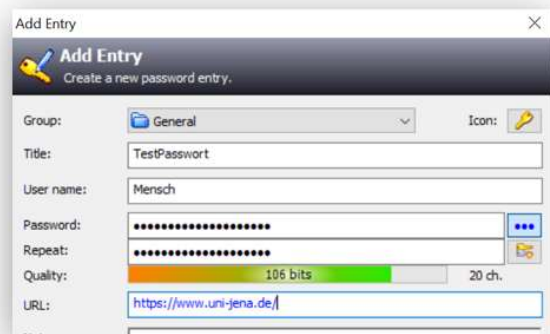 Add Entry
Add Entry
Create a new password entry.
Group: General Icon:
Title: TestPasswort
User name: Mensch
Password: ••••••••••••••••••••
Repeat: ••••••••••••••••••••
Quality: 106 bits 20 ch.
URL: https://www.uni-jena.de/